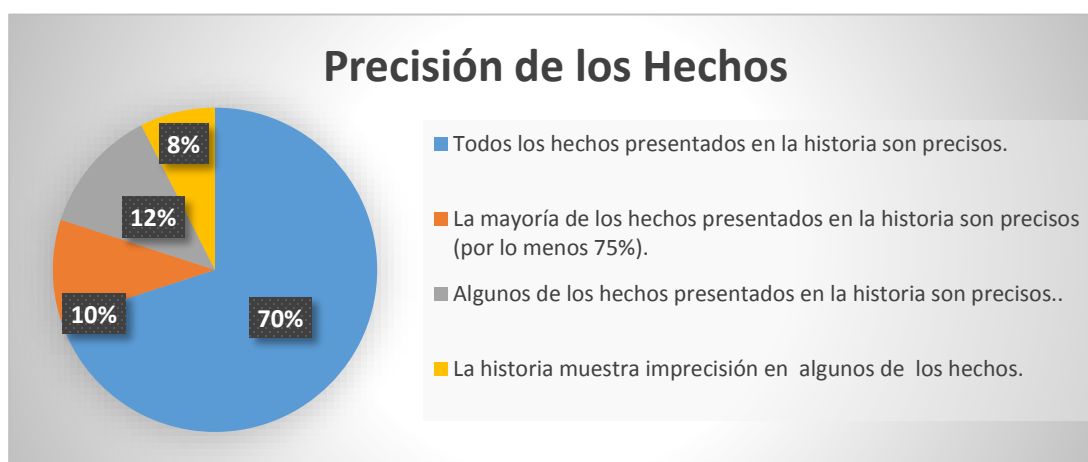 Precisión de los Hechos
8%
12%
10%
70%
Todos los hechos presentados en la historia son precisos.
La mayoría de los hechos presentados en la historia son precisos
(por lo menos 75%).
Algunos de los hechos presentados en la historia son precisos..
La historia muestra imprecisión en  algunos de  los hechos.